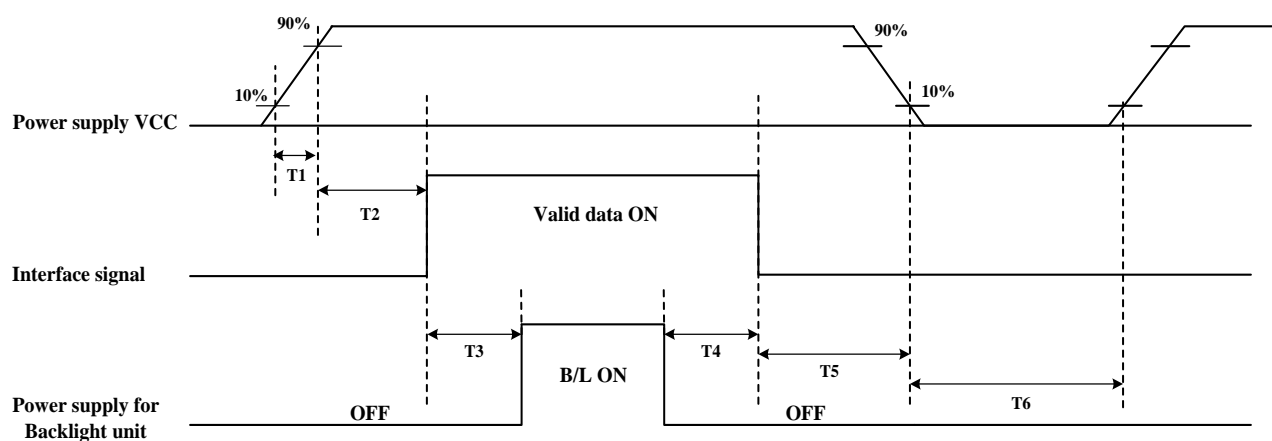 90%
90%
10%
10%
Power supply VCC
T1
T2
Valid data ON
Interface signal
T3
T4
T5
B/L ON
T6
OFF
OFF
Power supply for
Backlight unit